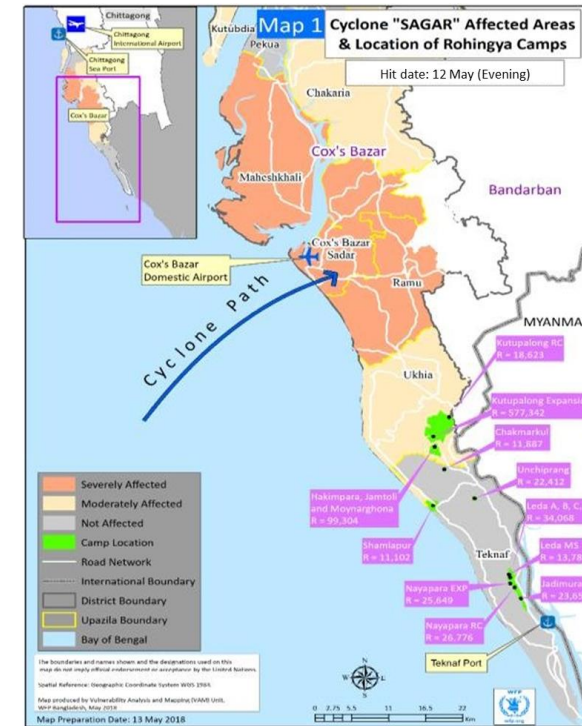 Chittagong
Chittagong
International Airport
Chittagong
Sea Port
Cox's Bazar
Map 1
Cyclone "SAGAR" Affected Areas
& Location of Rohingya Camps
Hit date: 12 May (Evening)
Kutubdia
Pekua
Chakaria
Cox's Bazar
Maheshkhali
Bandarban
Cox's Bazar
Sadar
Cox's Bazar
Domestic Airport
Ramu
Cyclone Path
MYANMA
Ukhia
Kutupalong RC
R = 18,623
Kutupalong Expansi
R = 577,342
Chakmarkul
R = 11,887
Unchiprang
R = 22,412
Hakimpara, Jamtoli
and Moynarghona
R = 99,304
Leda A, B, C,
R = 34,068
Shamlapur
R = 11,102
Teknaf
Leda MS
R = 13,78
Nayapara EXP
R = 25,649
Jadimura
R = 23,65
Nayapara RC
R = 26,776
Teknaf Port
Severely Affected
Moderately Affected
Not Affected
Camp Location
Road Network
International Boundary
District Boundary
Upazila Boundary
Bay of Bengal
The boundaries and names shown and the designations used on this
map do not imply official endorsement or acceptance by the United Nations.
Spatial Reference: Geographic Coordinate System WGS 1984
Map produced by Vulnerability Analysis and Mapping (VAM) Unit,
WFP Bangladesh, May 2018
Map Preparation Date: 13 May 2018
N
W E
S
0 2.75 5.5 11 16.5 22
Km
WFP
wfp.org